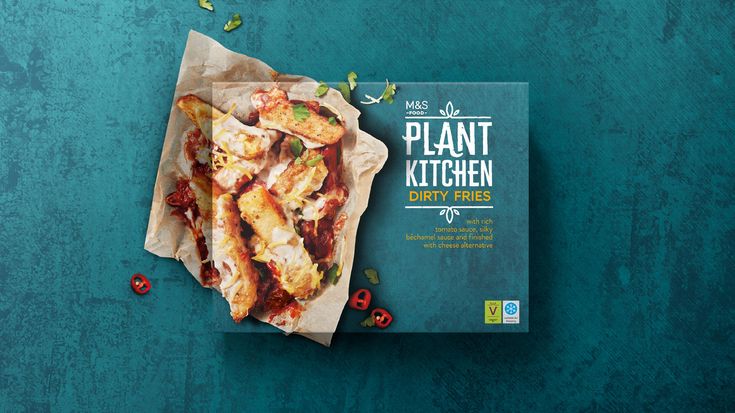 M&S
FOOD
PLANT
KITCHEN
DIRTY FRIES
with rich
tomato sauce, silky
béchamel sauce and finished
with cheese alternative
V